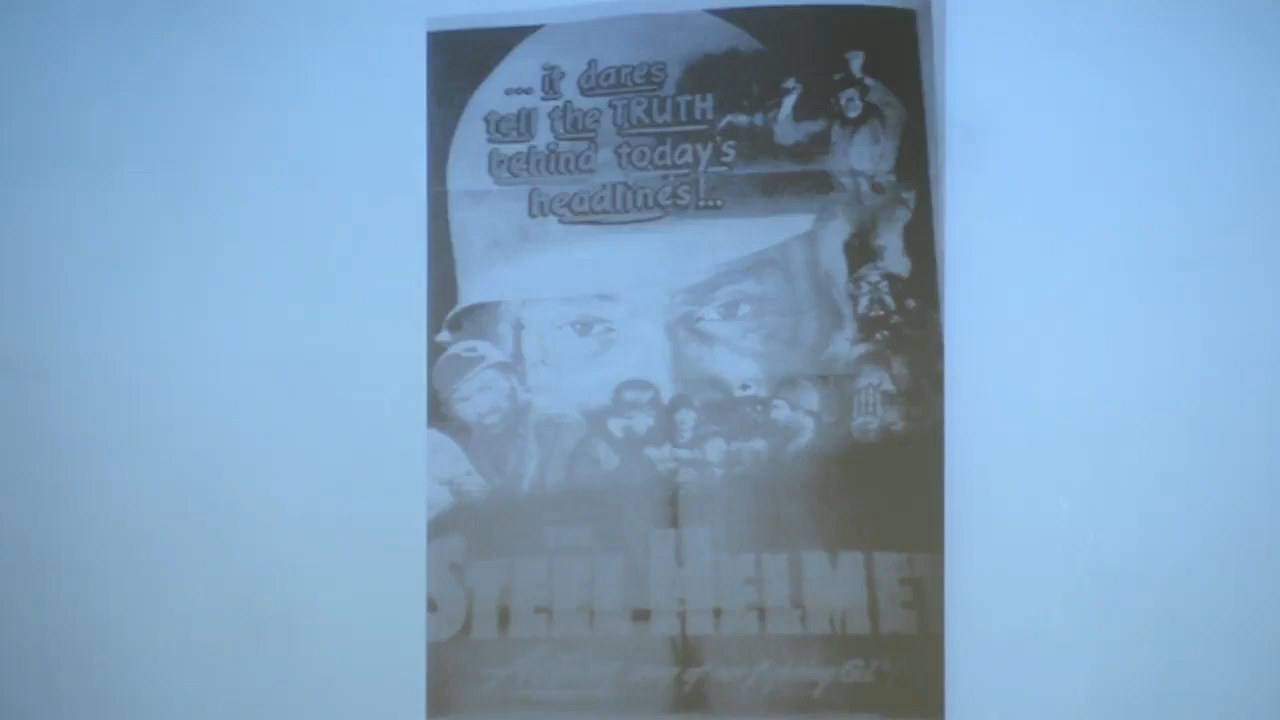 ... it dares
tell the TRUTH
behind today's
headlines!...
STEEL HELMET